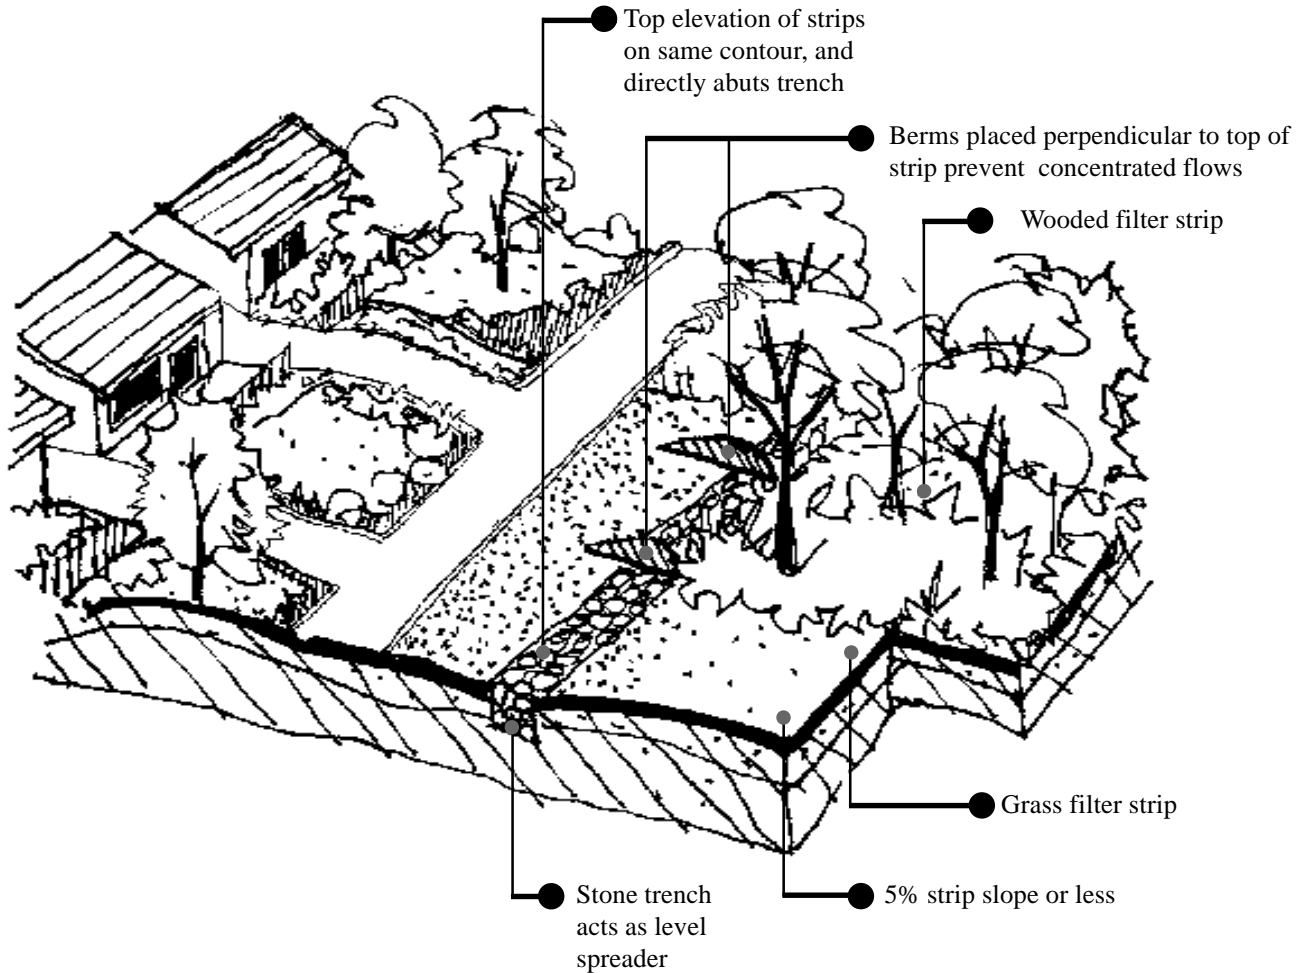 Top elevation of strips
on same contour, and
directly abuts trench
Berms placed perpendicular to top of
strip prevent concentrated flows
Wooded filter strip
Grass filter strip
5% strip slope or less
Stone trench
acts as level
spreader